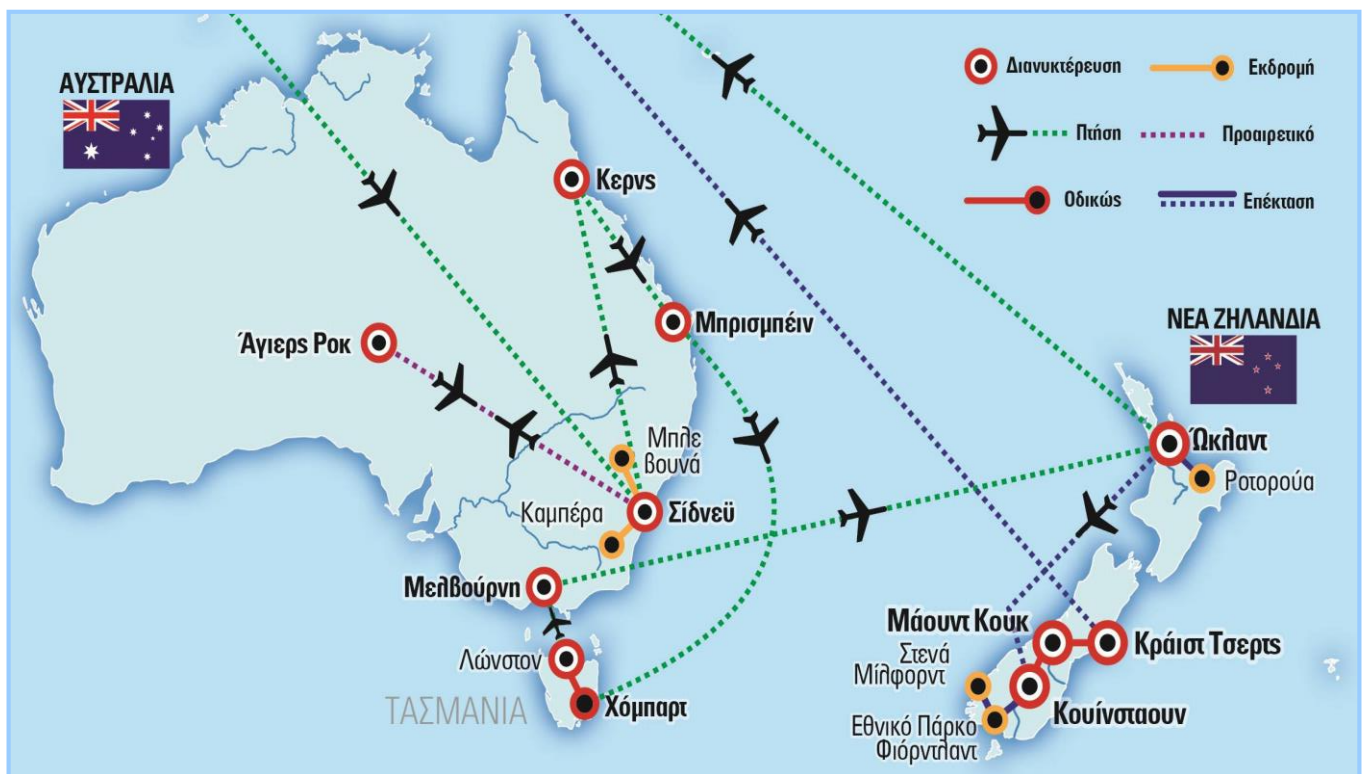 ΑΥΣΤΡΑΛΙΑ
Διανυκτέρευση
Εκδρομή
Πτήση
Προαιρετικό
Οδικώς
Επέκταση
Κερνς
Μπρισμπέιν
Άγιερς Ροκ
ΝΕΑ ΖΗΛΑΝΔΙΑ
Μπλε
βουνά
Ώκλαντ
Ροτορούα
Καμπέρα
Σίδνεϋ
Μελβούρνη
Λώνστον
ΤΑΣΜΑΝΙΑ
Χόμπαρτ
Μάουντ Κουκ
Κράιστ Τσερτς
Στενά
Μίλφορντ
Κουίνσταουν
Εθνικό Πάρκο
Φιόρντλαντ